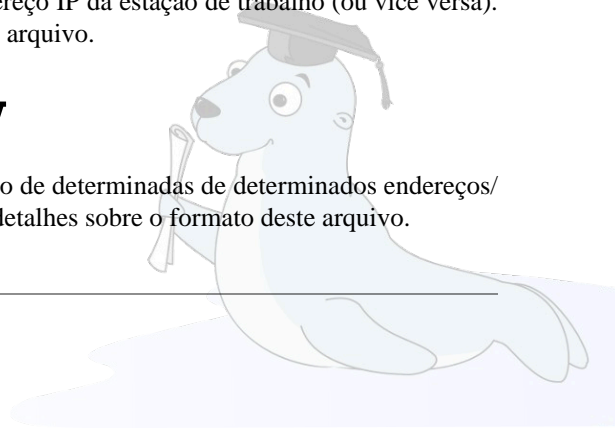 ereço IP da estação de trabalho (ou vice versa).
arquivo.
o de determinadas de determinados endereços/
detalhes sobre o formato deste arquivo.